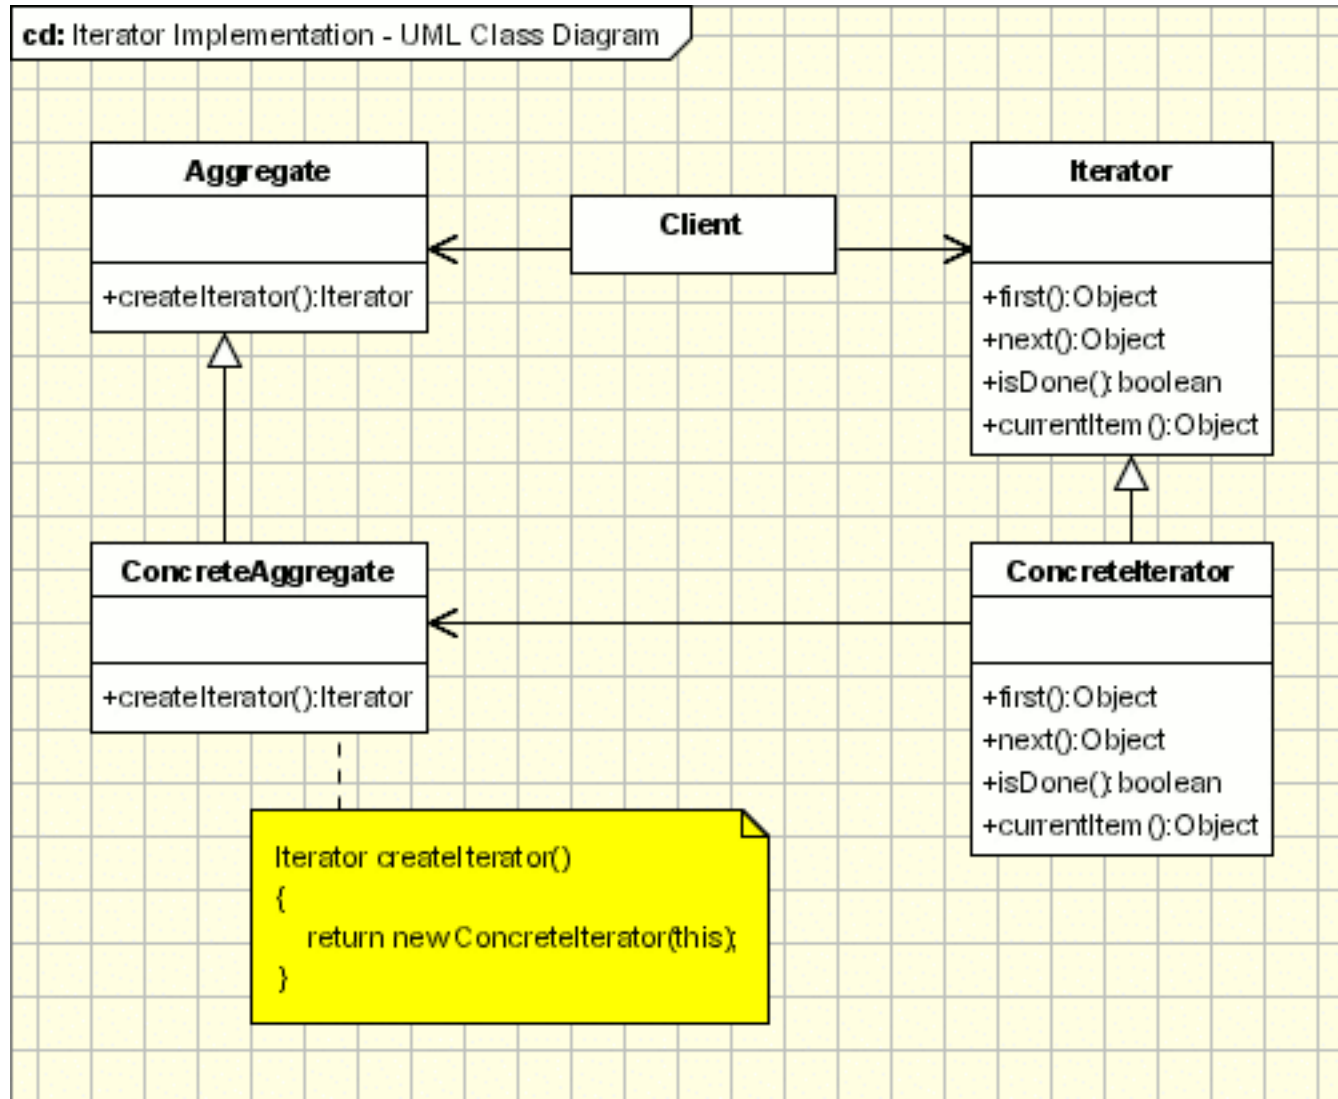 cd: Iterator Implementation - UML Class Diagram
Aggregate
+createIterator():Iterator
Client
Iterator
+first():Object
+next():Object
+isDone():boolean
+currentItem():Object
ConcreteAggregate
+createIterator():Iterator
ConcreteIterator
+first():Object
+next():Object
+isDone():boolean
+currentItem():Object
Iterator createIterator()
{
return new ConcreteIterator(this);
}